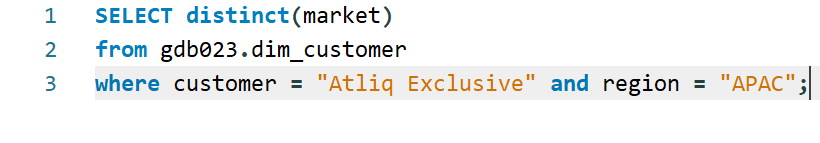 1 SELECT distinct(market)
2 from gdb023.dim_customer
3 where customer = "Atliq Exclusive" and region = "APAC";